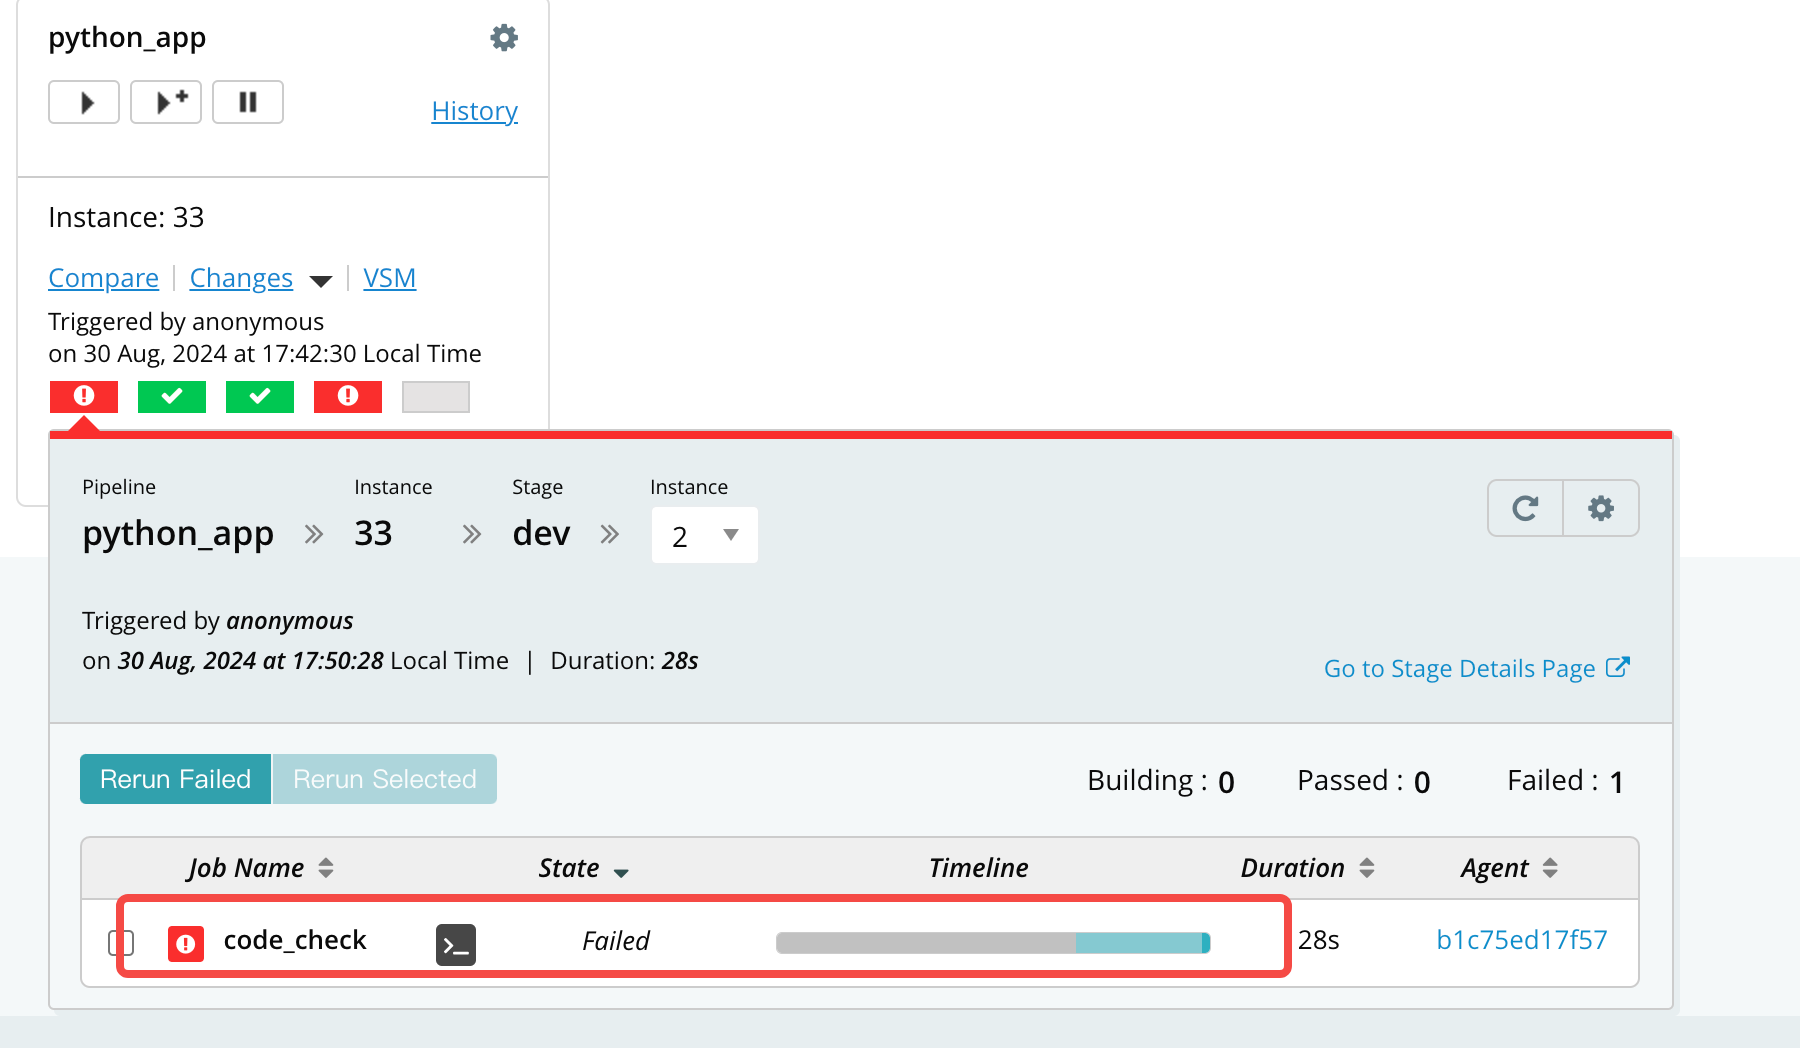 python_app
History
Instance: 33
Compare | Changes | VSM
Triggered by anonymous
on 30 Aug, 2024 at 17:42:30 Local Time
Pipeline Instance Stage Instance
python_app » 33 » dev » 2
Triggered by anonymous
on 30 Aug, 2024 at 17:50:28 Local Time | Duration: 28s
Go to Stage Details Page
Rerun Failed Rerun Selected Building : 0 Passed : 0 Failed : 1
Job Name State Timeline Duration Agent
code_check >_ Failed 28s b1c75ed17f57